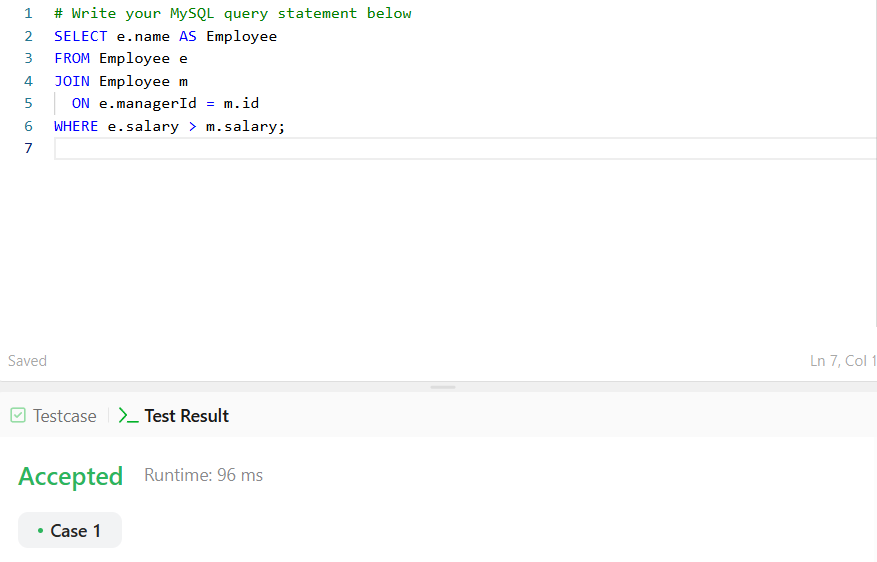 1 # Write your MySQL query statement below
2 SELECT e.name AS Employee
3 FROM Employee e
4 JOIN Employee m
5   ON e.managerId = m.id
6 WHERE e.salary > m.salary;
7
Saved Ln 7, Col 1
Testcase >_ Test Result
Accepted Runtime: 96 ms
• Case 1